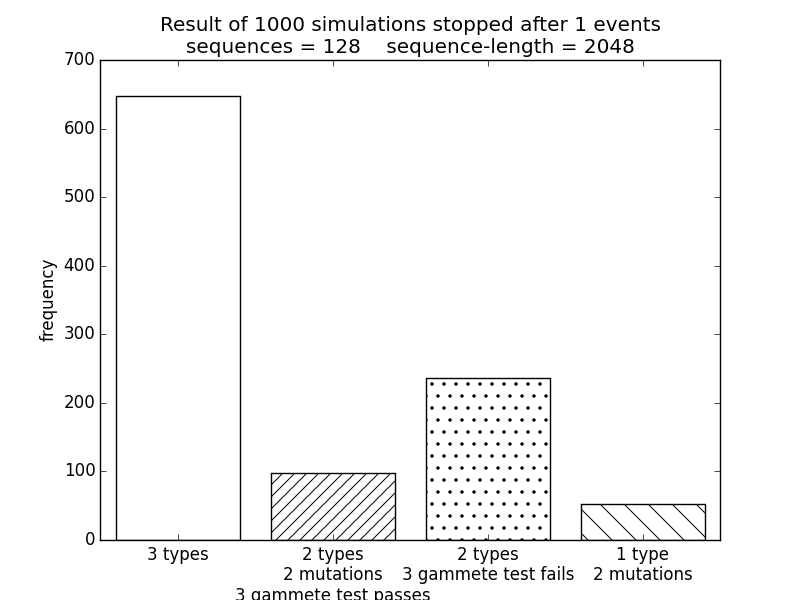 Result of 1000 simulations stopped after 1 events
sequences = 128    sequence-length = 2048
700
600
500
400
300
200
100
0
frequency
3 types
2 types
2 mutations
3 gammete test passes
2 types
3 gammete test fails
1 type
2 mutations